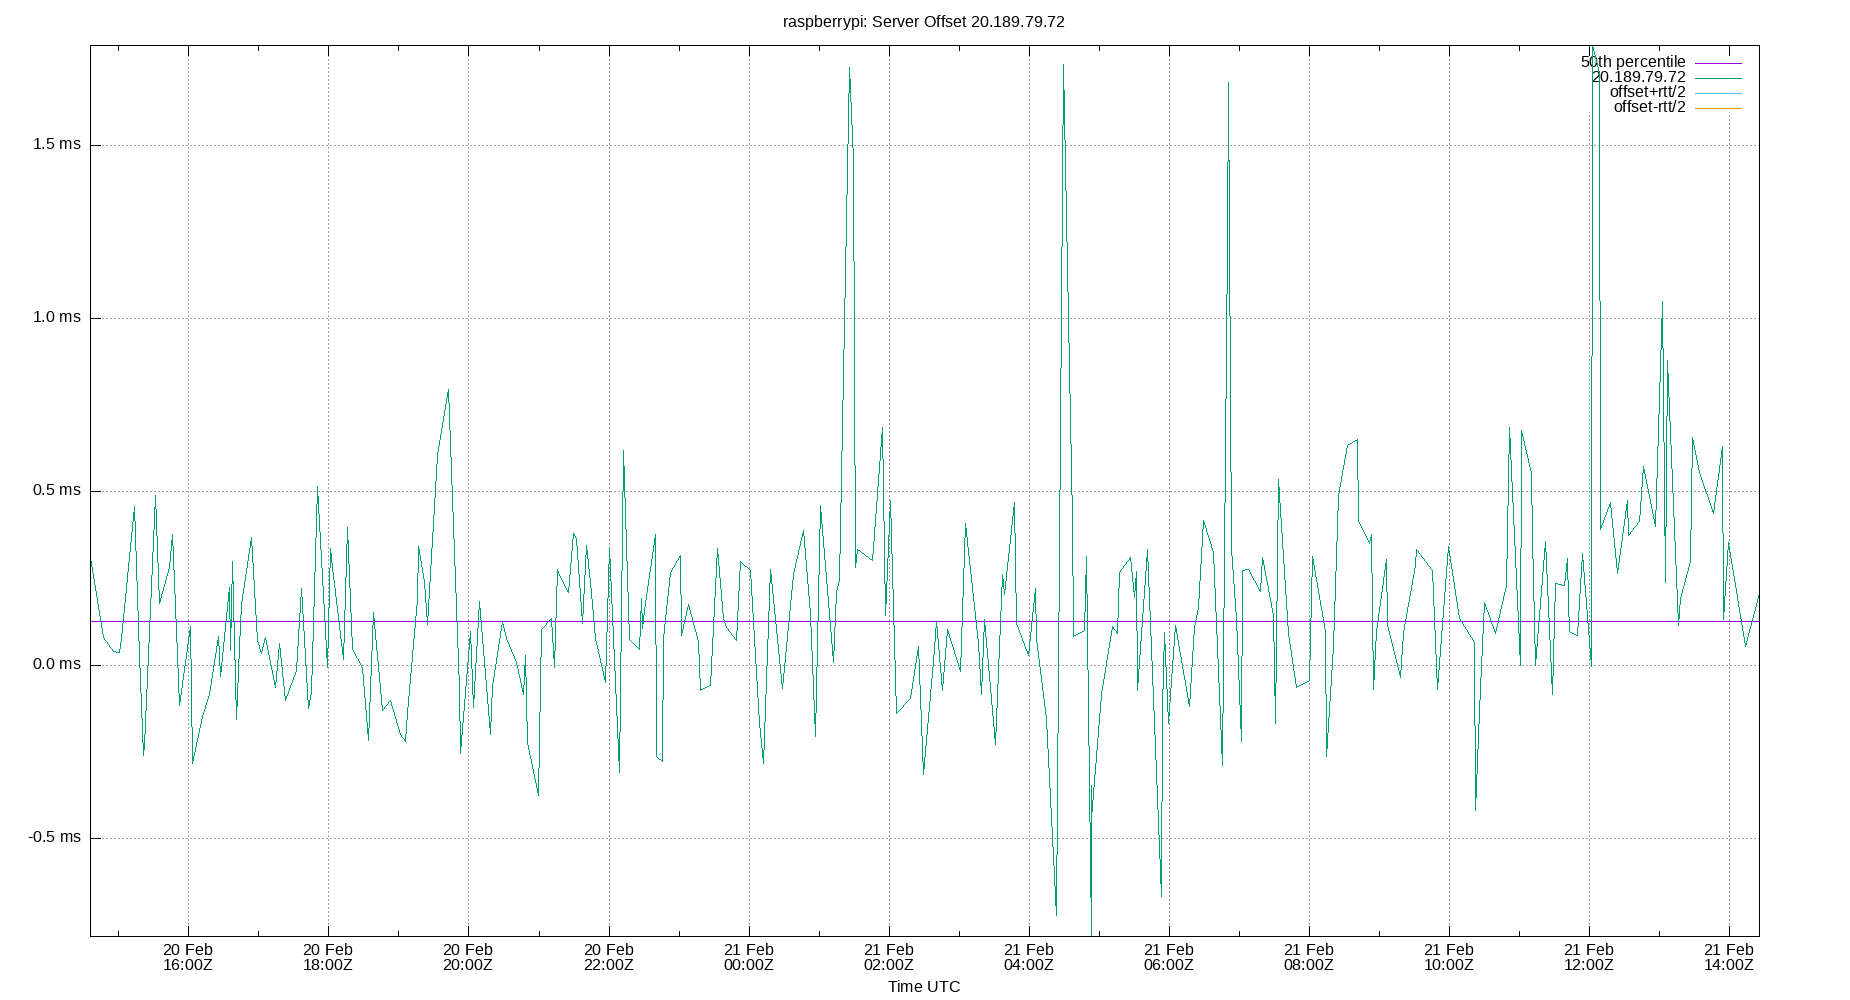 raspberrypi: Server Offset 20.189.79.72
50th percentile
20.189.79.72
offset+rtt/2
offset-rtt/2
1.5 ms
1.0 ms
0.5 ms
0.0 ms
-0.5 ms
20 Feb 20 Feb 20 Feb 20 Feb 21 Feb 21 Feb 21 Feb 21 Feb 21 Feb 21 Feb 21 Feb 21 Feb
16:00Z 18:00Z 20:00Z 22:00Z 00:00Z 02:00Z 04:00Z 06:00Z 08:00Z 10:00Z 12:00Z 14:00Z
Time UTC